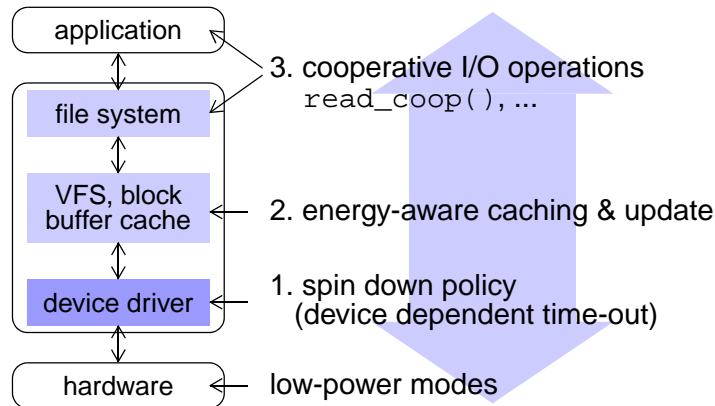 application
3. cooperative I/O operations
read_coop(), ...
file system
VFS, block
buffer cache
2. energy-aware caching & update
device driver
1. spin down policy
(device dependent time-out)
hardware
low-power modes